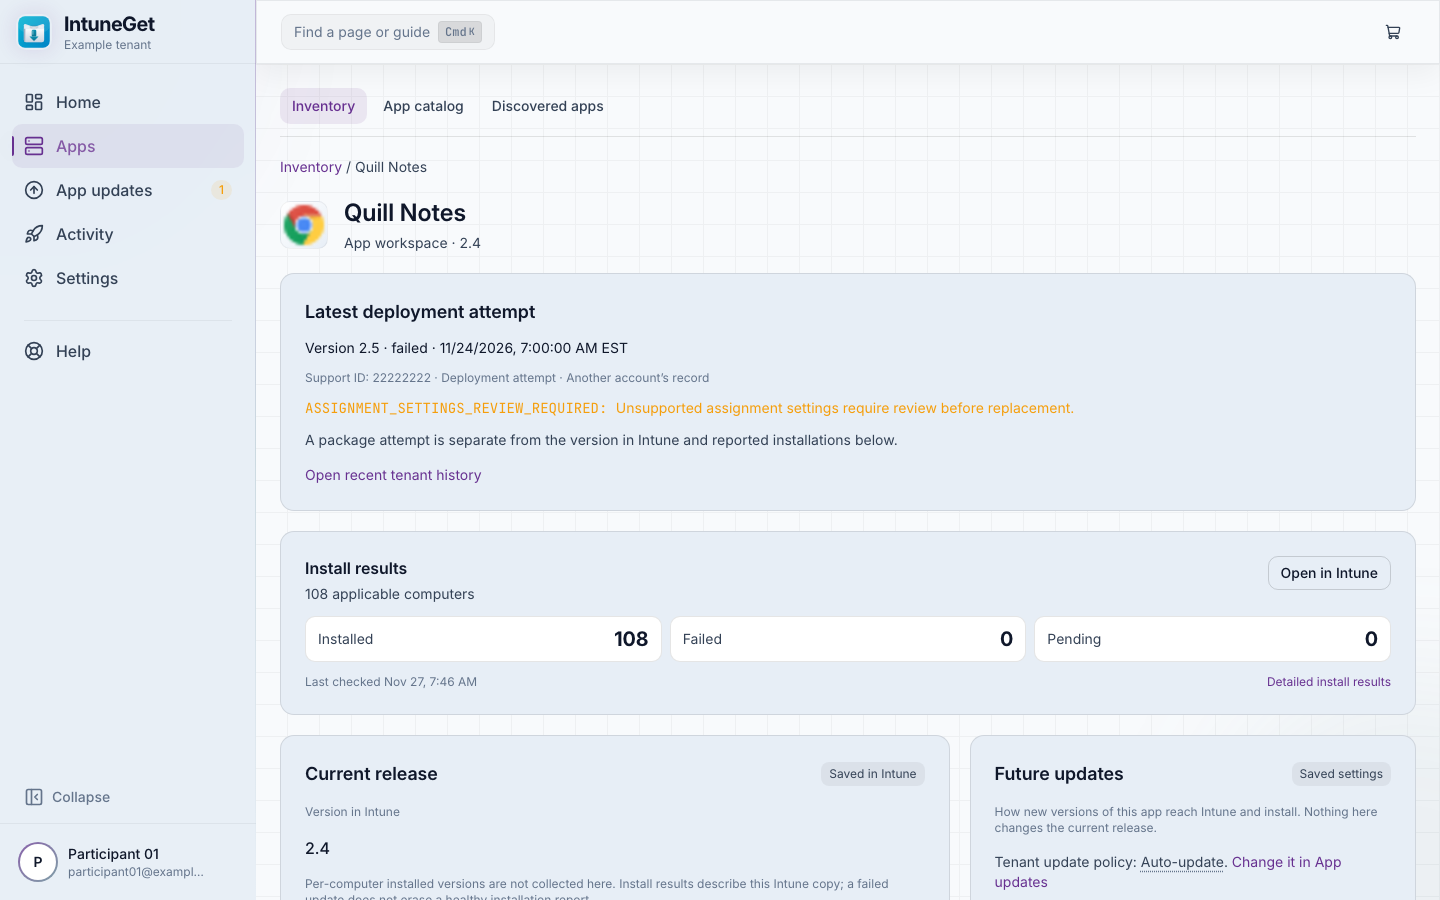 IntuneGet
Example tenant
Find a page or guide Cmd K
Home
Apps
App updates 1
Activity
Settings
Help
Collapse
P
Participant 01
participant01@exampl...
Inventory App catalog Discovered apps
Inventory / Quill Notes
Quill Notes
App workspace · 2.4
Latest deployment attempt
Version 2.5 · failed · 11/24/2026, 7:00:00 AM EST
Support ID: 22222222 · Deployment attempt · Another account’s record
ASSIGNMENT_SETTINGS_REVIEW_REQUIRED: Unsupported assignment settings require review before replacement.
A package attempt is separate from the version in Intune and reported installations below.
Open recent tenant history
Install results
108 applicable computers
Open in Intune
Installed 108
Failed 0
Pending 0
Last checked Nov 27, 7:46 AM
Detailed install results
Current release
Saved in Intune
Version in Intune
2.4
Per-computer installed versions are not collected here. Install results describe this Intune copy; a failed
update does not erase a healthy installation report.
Future updates
Saved settings
How new versions of this app reach Intune and install. Nothing here
changes the current release.
Tenant update policy: Auto-update. Change it in App
updates